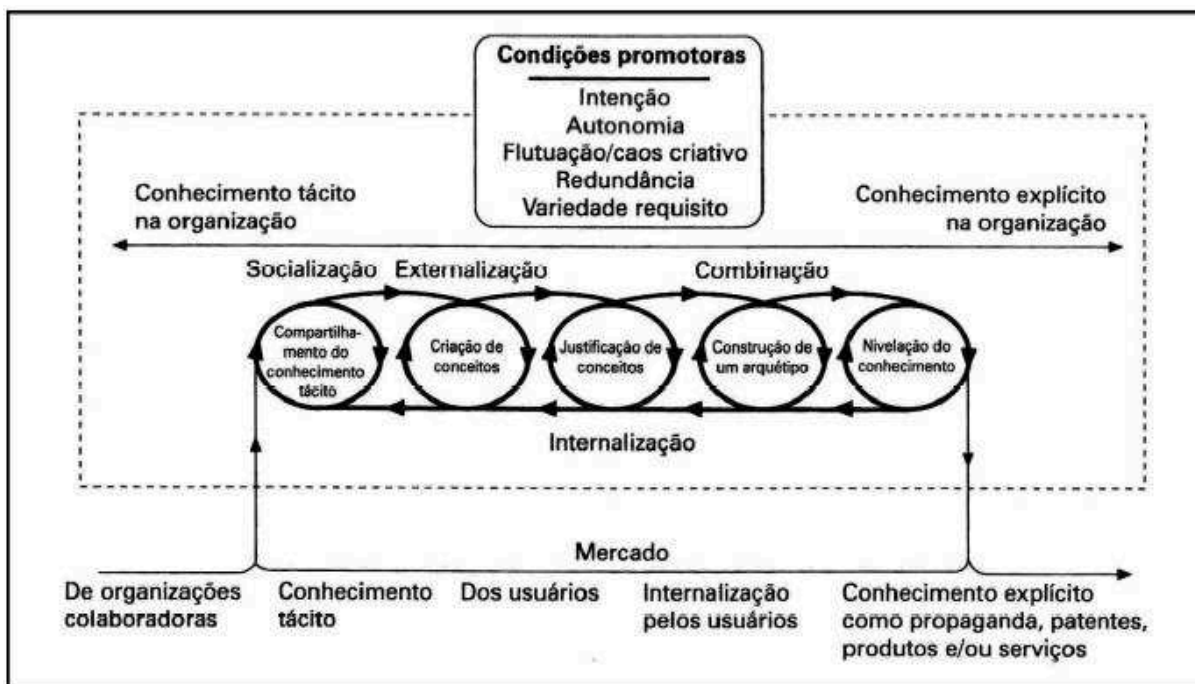 Condições promotoras
Intenção
Autonomia
Flutuação/caos criativo
Redundância
Variedade requisito
Conhecimento tácito
na organização
Conhecimento explícito
na organização
Socialização
Externalização
Combinação
Compartilha-
mento do
conhecimento
tácito
Criação de
conceitos
Justificação de
conceitos
Construção de
um arquétipo
Nivelação do
conhecimento
Internalização
Mercado
De organizações
colaboradoras
Conhecimento
tácito
Dos usuários
Internalização
pelos usuários
Conhecimento explícito
como propaganda, patentes,
produtos e/ou serviços